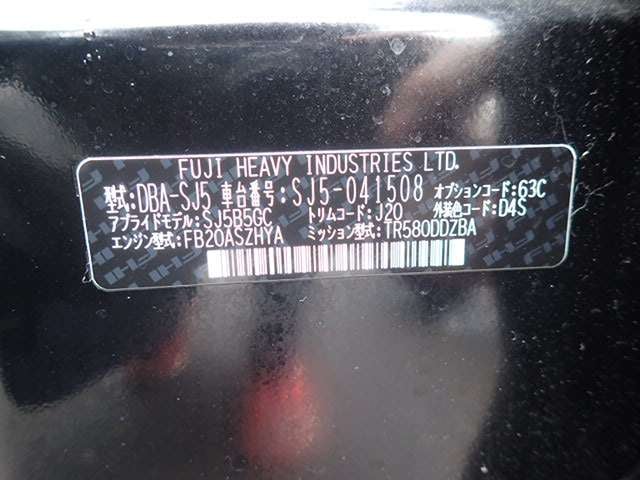 FUJI HEAVY INDUSTRIES LTD.
型式:DBA-SJ5 車台番号:SJ5-041508 オプションコード:63C
アプライドモデル:SJ5B5GC トリムコード:J20 外装色コード:D4S
エンジン型式:FB20ASZHYA ミッション型式:TR580DDZBA